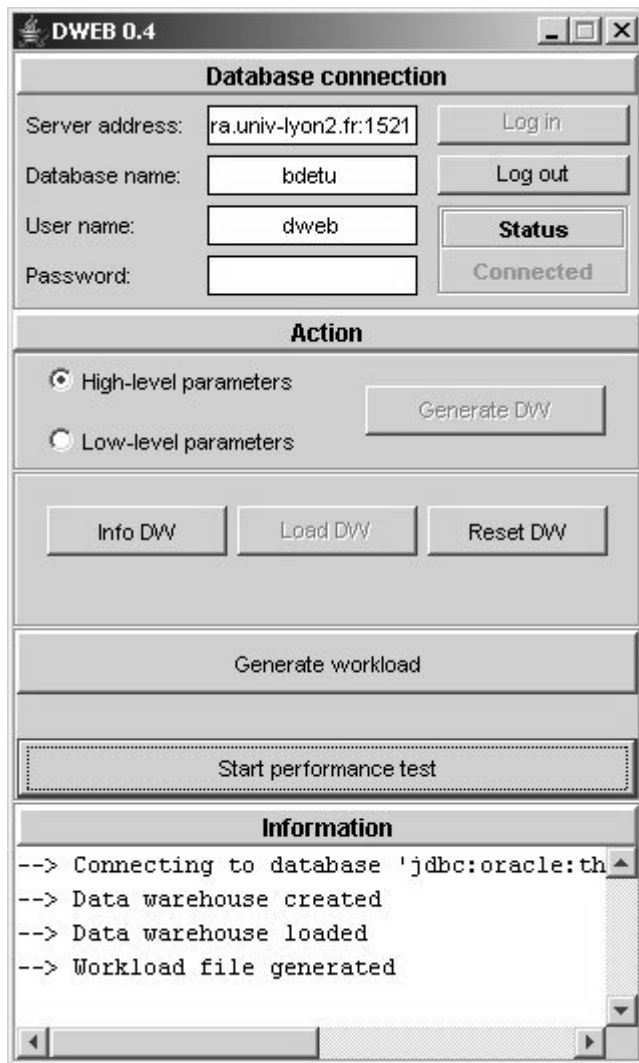 DWEB 0.4
Database connection
Server address: ra.univ-lyon2.fr:1521 Log in
Database name: bdetu Log out
User name: dweb Status
Password: Connected
Action
High-level parameters
Generate DW
Low-level parameters
Info DW Load DW Reset DW
Generate workload
Start performance test
Information
--> Connecting to database 'jdbc:oracle:th
--> Data warehouse created
--> Data warehouse loaded
--> Workload file generated